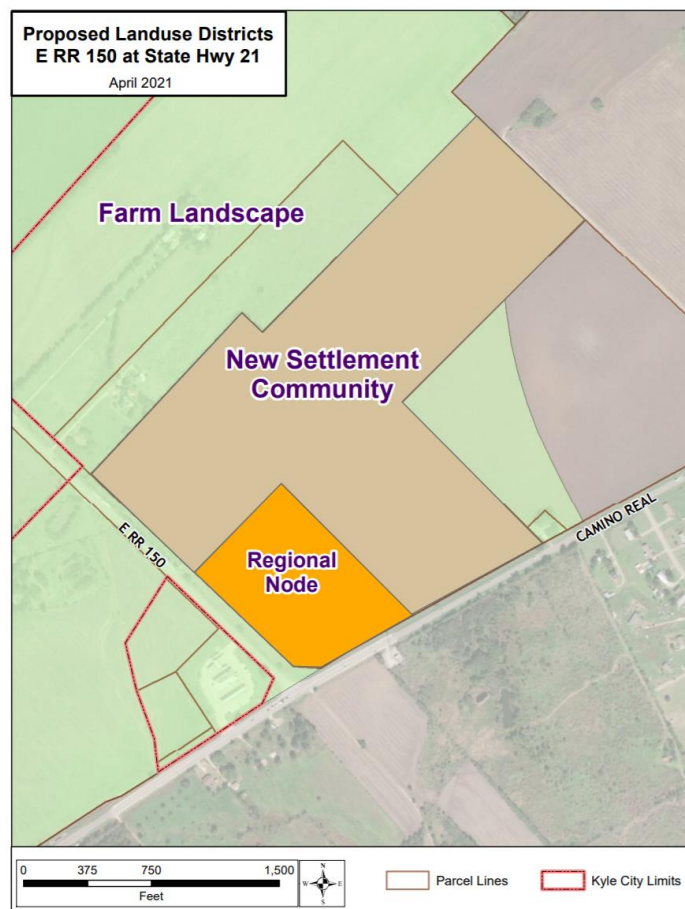 Proposed Landuse Districts
E RR 150 at State Hwy 21
April 2021
Farm Landscape
New Settlement
Community
E RR 150
CAMINO REAL
Regional
Node
0 375 750 1,500
Feet
N
W E
S
Parcel Lines
Kyle City Limits